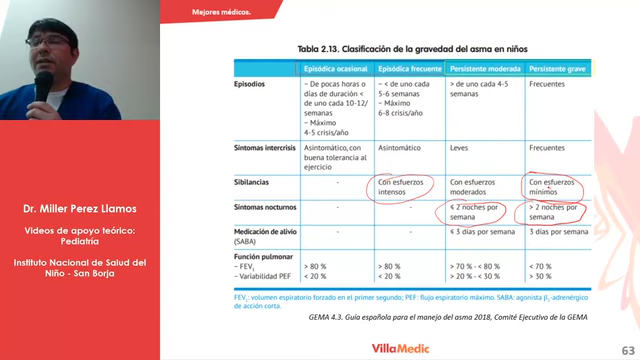 Mejores médicos.
Dr. Miller Perez Llamos
Videos de apoyo teórico:
Pediatría
Instituto Nacional de Salud del
Niño - San Borja
Tabla 2.13. Clasificación de la gravedad del asma en niños
Episódica ocasional Episódica frecuente Persistente moderada Persistente grave
Episodios
− De pocas horas o
días de duración <
de uno cada 10-12/
semanas
− Máximo
4-5 crisis/año
− < de uno cada
5-6 semanas
− Máximo
6-8 crisis/año
> de uno cada 4-5
semanas
Frecuentes
Síntomas intercrisis
Asintomático, con
buena tolerancia al
ejercicio
Asintomático
Leves
Frecuentes
Sibilancias
-
Con esfuerzos
intensos
Con esfuerzos
moderados
Con esfuerzos
mínimos
Síntomas nocturnos
-
-
≤ 2 noches por
semana
> 2 noches por
semana
Medicación de alivio
(SABA)
-
-
≤ 3 días por semana
3 días por semana
Función pulmonar
− FEV1 > 80 % > 80 % > 70 % - < 80 % < 70 %
− Variabilidad PEF < 20 % < 20 % > 20 % - < 30 % > 30 %
FEV1: volumen espiratorio forzado en el primer segundo; PEF: flujo espiratorio máximo. SABA: agonista β2-adrenérgico
de acción corta.
GEMA 4.3. Guía española para el manejo del asma 2018, Comité Ejecutivo de la GEMA
VillaMedic
63